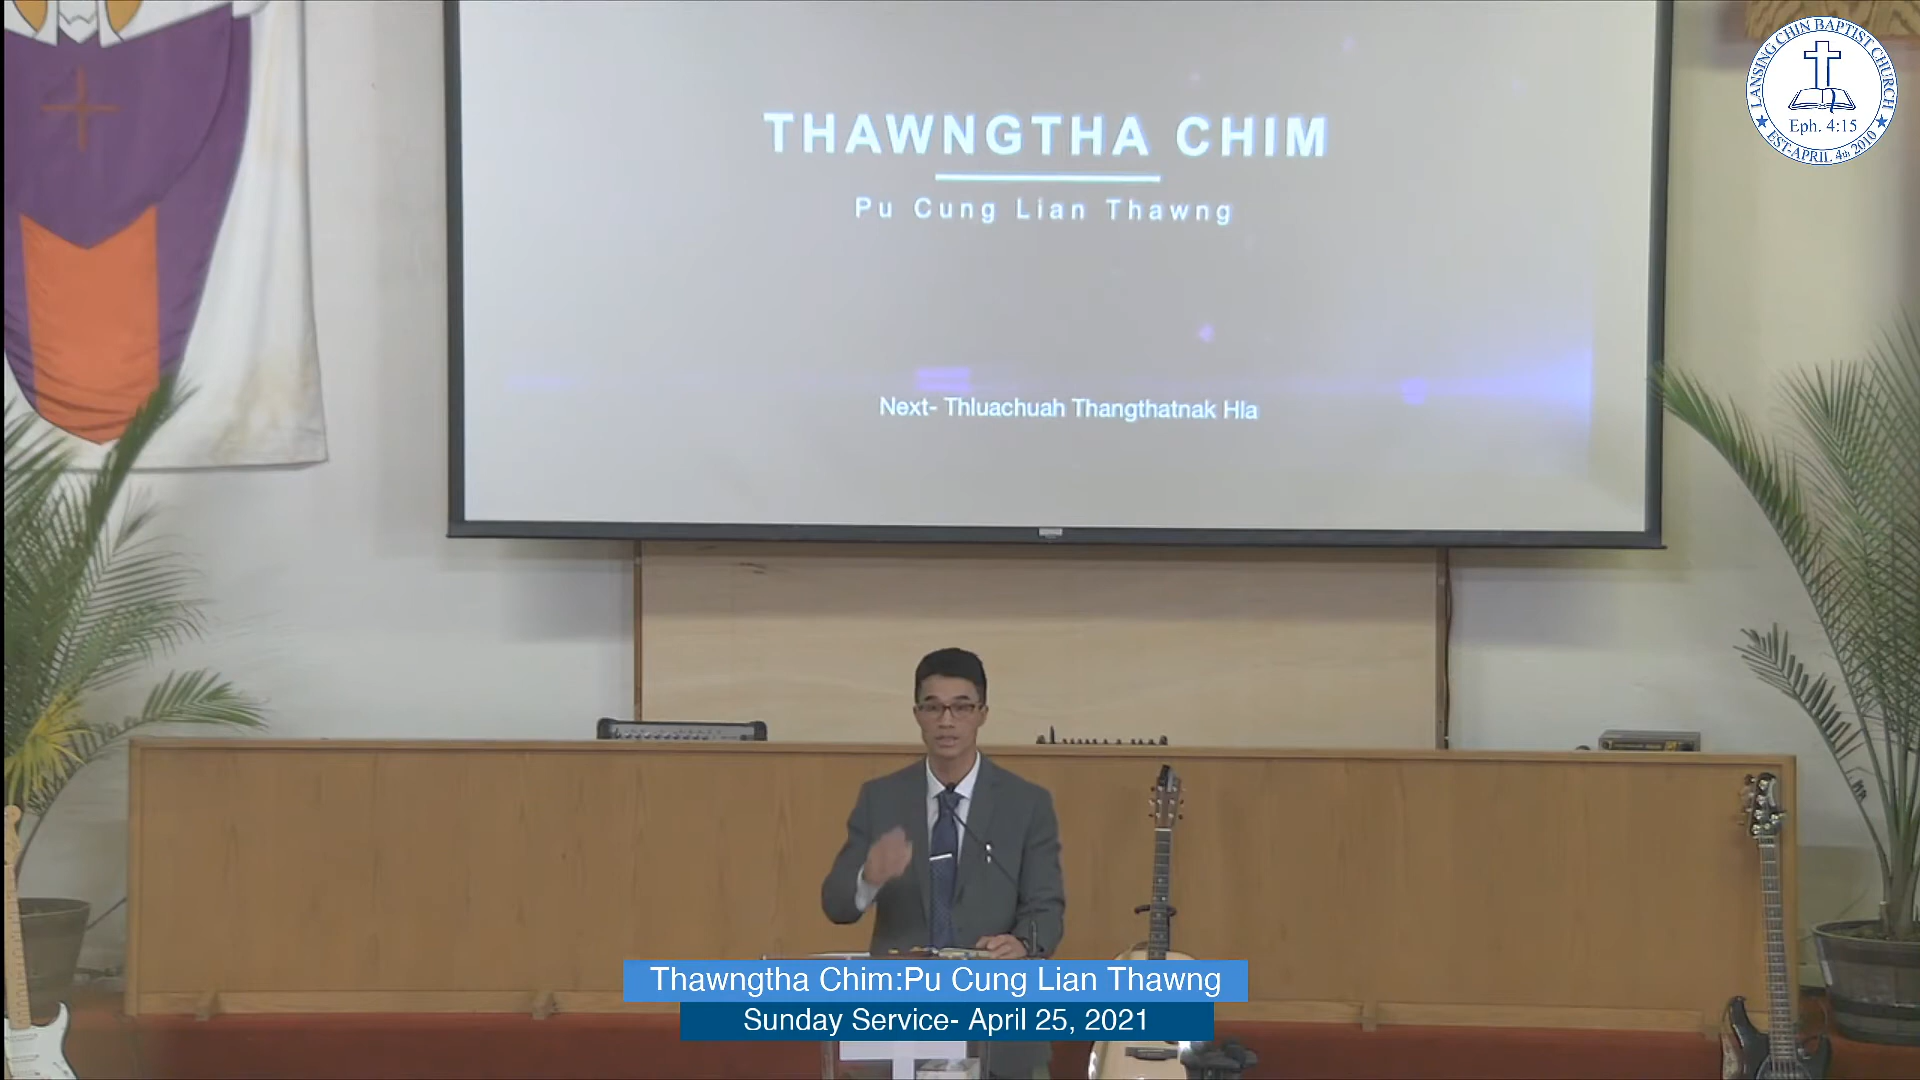 THAWNGTHA CHIM
Pu Cung Lian Thawng
Next- Thluachuah Thangthatnak Hla
LANSING CHIN BAPTIST CHURCH
Eph. 4:15
EST-APRIL 4th 2010
Thawngtha Chim:Pu Cung Lian Thawng
Sunday Service- April 25, 2021